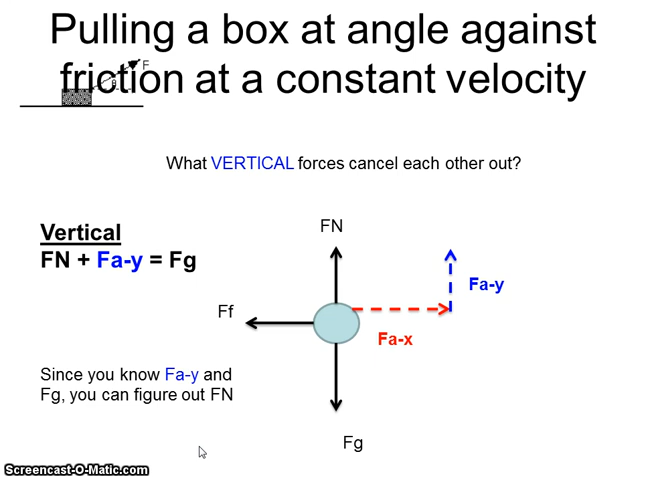 Pulling a box at angle against
friction at a constant velocity
F
θ
What VERTICAL forces cancel each other out?
Vertical
FN + Fa-y = Fg
FN
Fa-y
Ff
Fa-x
Since you know Fa-y and
Fg, you can figure out FN
Fg
Screencast-O-Matic.com